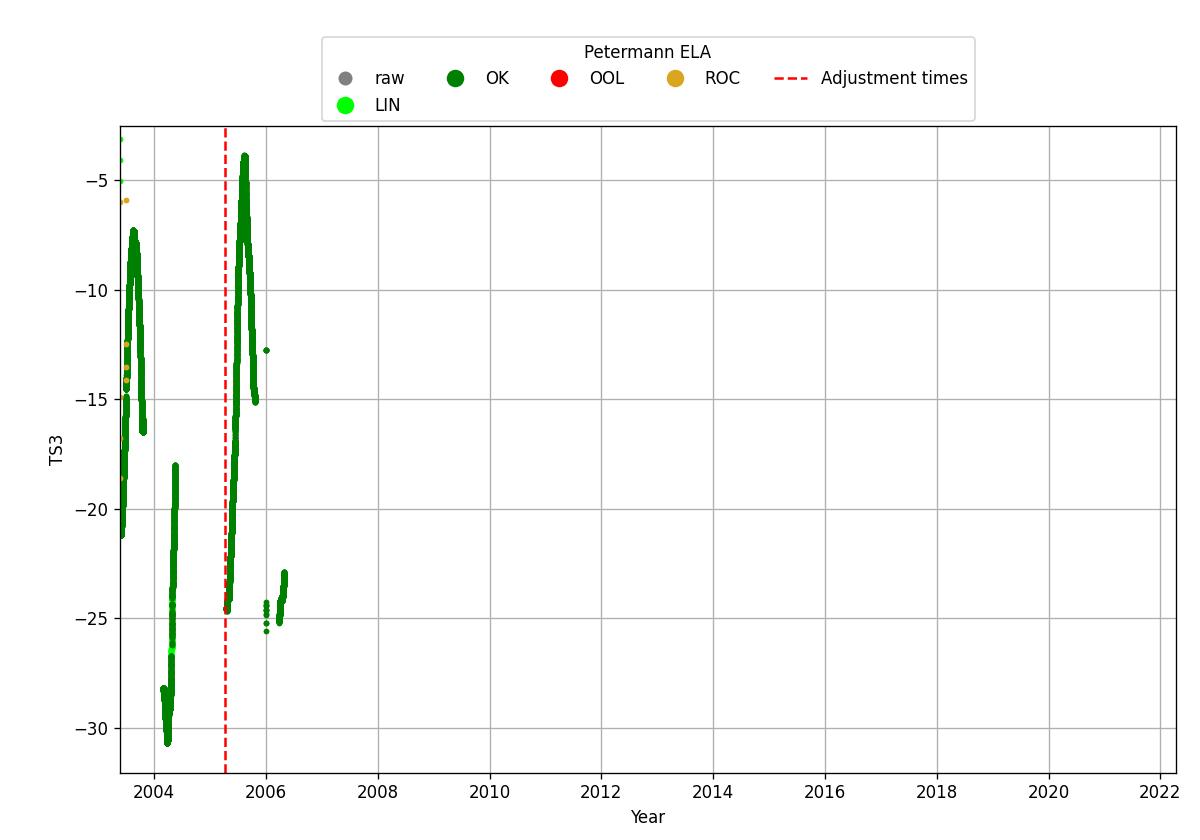 Petermann ELA
raw OK OOL ROC Adjustment times
LIN
−5
−10
−15
−20
−25
−30
TS3
2004 2006 2008 2010 2012 2014 2016 2018 2020 2022
Year